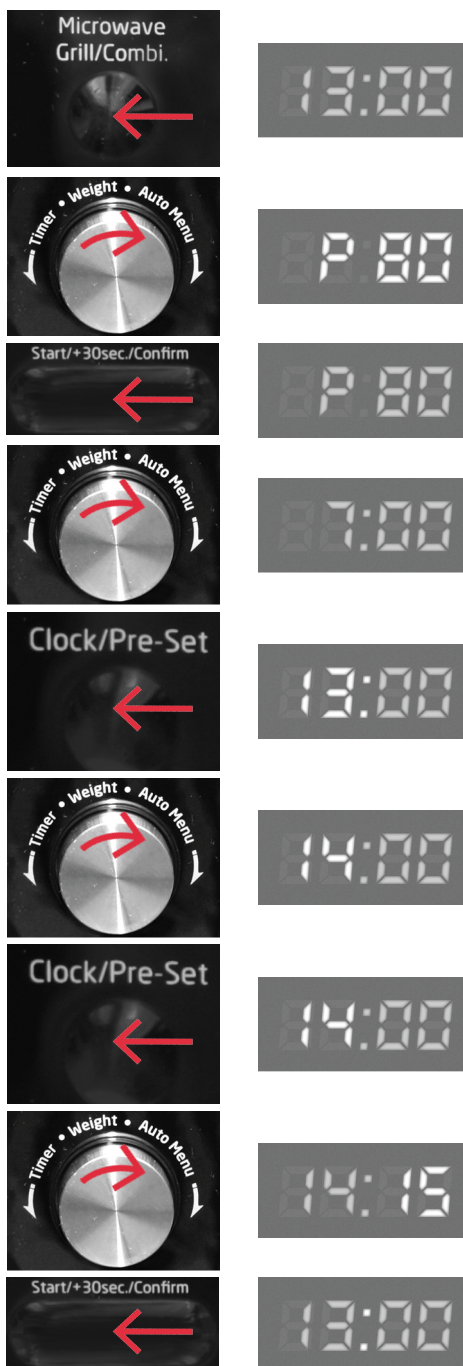 Microwave
Grill/Combi.
13:00
Timer • Weight • Auto Menu
P 80
Start/+30sec./Confirm
P 80
Timer • Weight • Auto Menu
7:00
Clock/Pre-Set
13:00
Timer • Weight • Auto Menu
14:00
Clock/Pre-Set
14:00
Timer • Weight • Auto Menu
14:15
Start/+30sec./Confirm
13:00